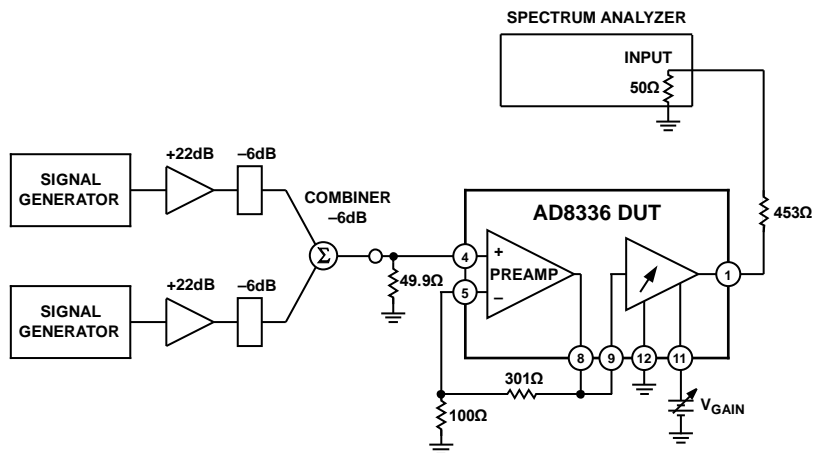 SPECTRUM ANALYZER
INPUT
50Ω
+22dB
–6dB
SIGNAL
GENERATOR
COMBINER
–6dB
Σ
AD8336 DUT
453Ω
4
+
PREAMP
5
–
49.9Ω
1
+22dB
–6dB
SIGNAL
GENERATOR
8
9
12
11
301Ω
100Ω
VGAIN